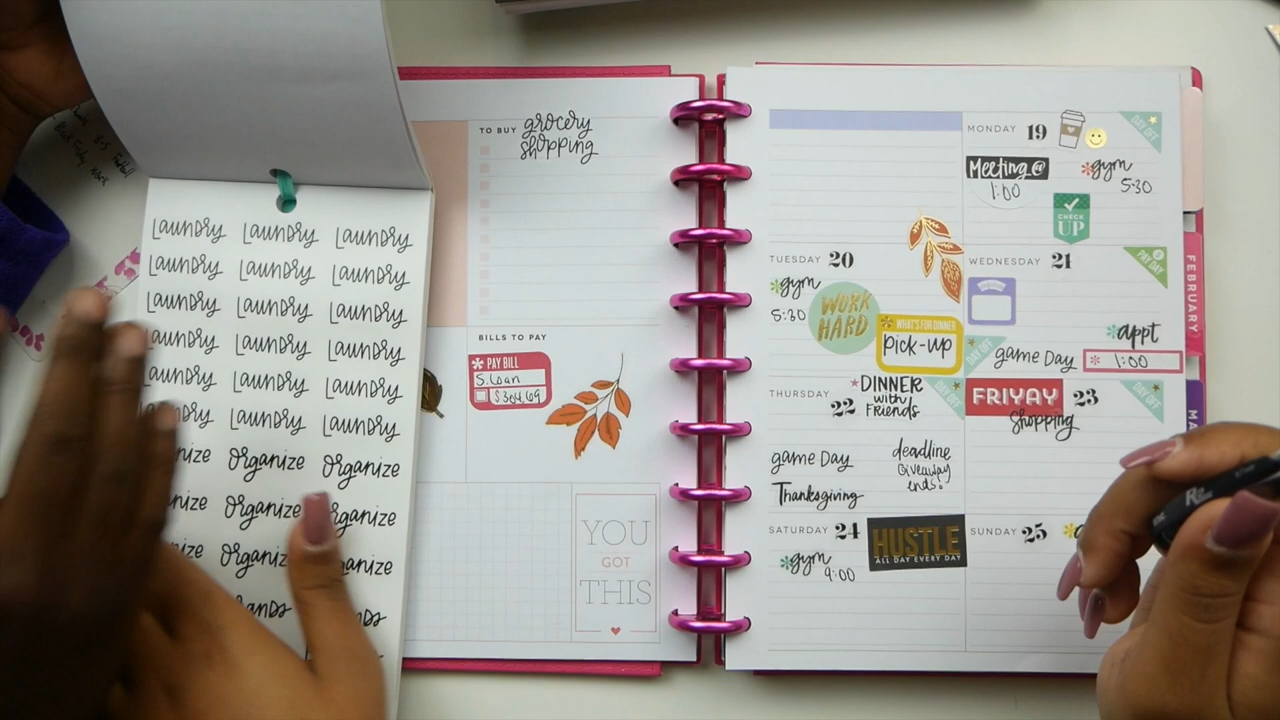 Laundry Laundry Laundry
Laundry Laundry Laundry
Laundry Laundry Laundry
Laundry Laundry Laundry
Laundry Laundry Laundry
Laundry Laundry
Organize Organize
Organize Organize
Organize Organize
TO BUY
grocery
shopping
BILLS TO PAY
PAY BILL
S. Loan
$304.69
YOU
GOT
THIS
MONDAY 19
DAY OFF
Meeting @
1:00
*gym
5:30
CHECK
UP
TUESDAY 20
*gym
5:30
WORK
HARD
WHAT'S FOR DINNER
Pick-up
WEDNESDAY 21
PAY DAY
DAY OFF
game Day
*appt
1:00
THURSDAY 22
DINNER
with
Friends
DAY OFF
game Day
Thanksgiving
deadline
Giveaway
ends!
FRIYAY 23
DAY OFF
Shopping
SATURDAY 24
*gym
9:00
HUSTLE
ALL DAY EVERY DAY
SUNDAY 25
FEBRUARY